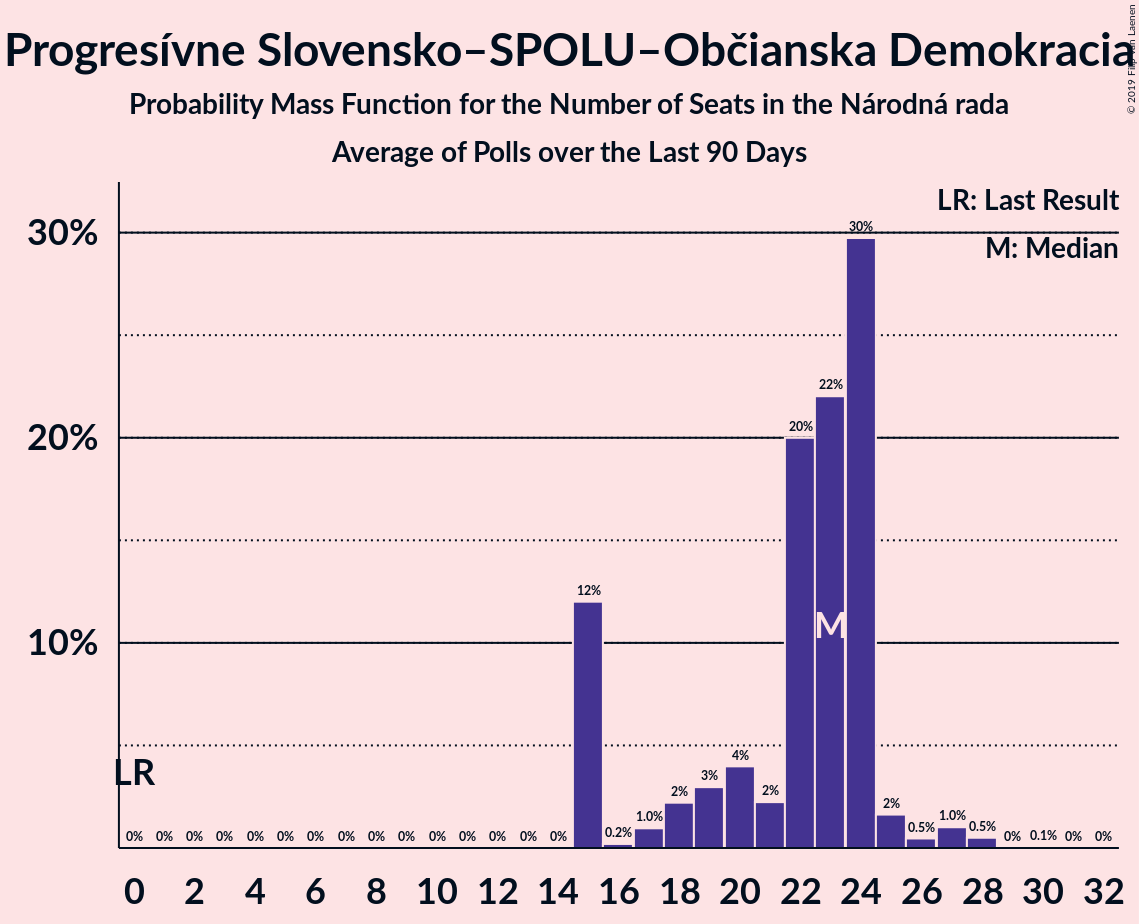 Progresívne Slovensko–SPOLU–Občianska Demokracia
© 2019 Filip van Laenen
Probability Mass Function for the Number of Seats in the Národná rada
Average of Polls over the Last 90 Days
LR: Last Result
M: Median
30%
20%
10%
30%
22%
20%
12%
M
LR
0% 0% 0% 0% 0% 0% 0% 0% 0% 0% 0% 0% 0% 0% 0% 0.2% 1.0% 2% 3% 4% 2% 2% 0.5% 1.0% 0.5% 0% 0.1% 0% 0%
0 2 4 6 8 10 12 14 16 18 20 22 24 26 28 30 32